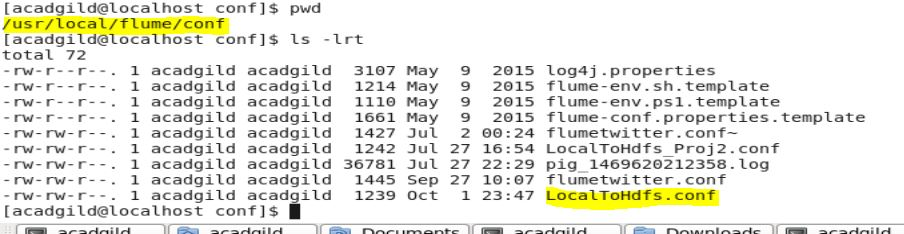 [acadgild@localhost conf]$ pwd
/usr/local/flume/conf
[acadgild@localhost conf]$ ls -lrt
total 72
-rw-r--r--. 1 acadgild acadgild  3107 May  9  2015 log4j.properties
-rw-r--r--. 1 acadgild acadgild  1214 May  9  2015 flume-env.sh.template
-rw-r--r--. 1 acadgild acadgild  1110 May  9  2015 flume-env.ps1.template
-rw-r--r--. 1 acadgild acadgild  1661 May  9  2015 flume-conf.properties.template
-rw-rw-r--. 1 acadgild acadgild  1427 Jul  2 00:24 flumetwitter.conf~
-rw-rw-r--. 1 acadgild acadgild  1242 Jul 27 16:54 LocalToHdfs_Proj2.conf
-rw-rw-r--. 1 acadgild acadgild 36781 Jul 27 22:29 pig_1469620212358.log
-rw-rw-r--. 1 acadgild acadgild  1445 Sep 27 10:07 flumetwitter.conf
-rw-rw-r--. 1 acadgild acadgild  1239 Oct  1 23:47 LocalToHdfs.conf
[acadgild@localhost conf]$
acadgild acadgild Documents acadgild Downloads acadgild